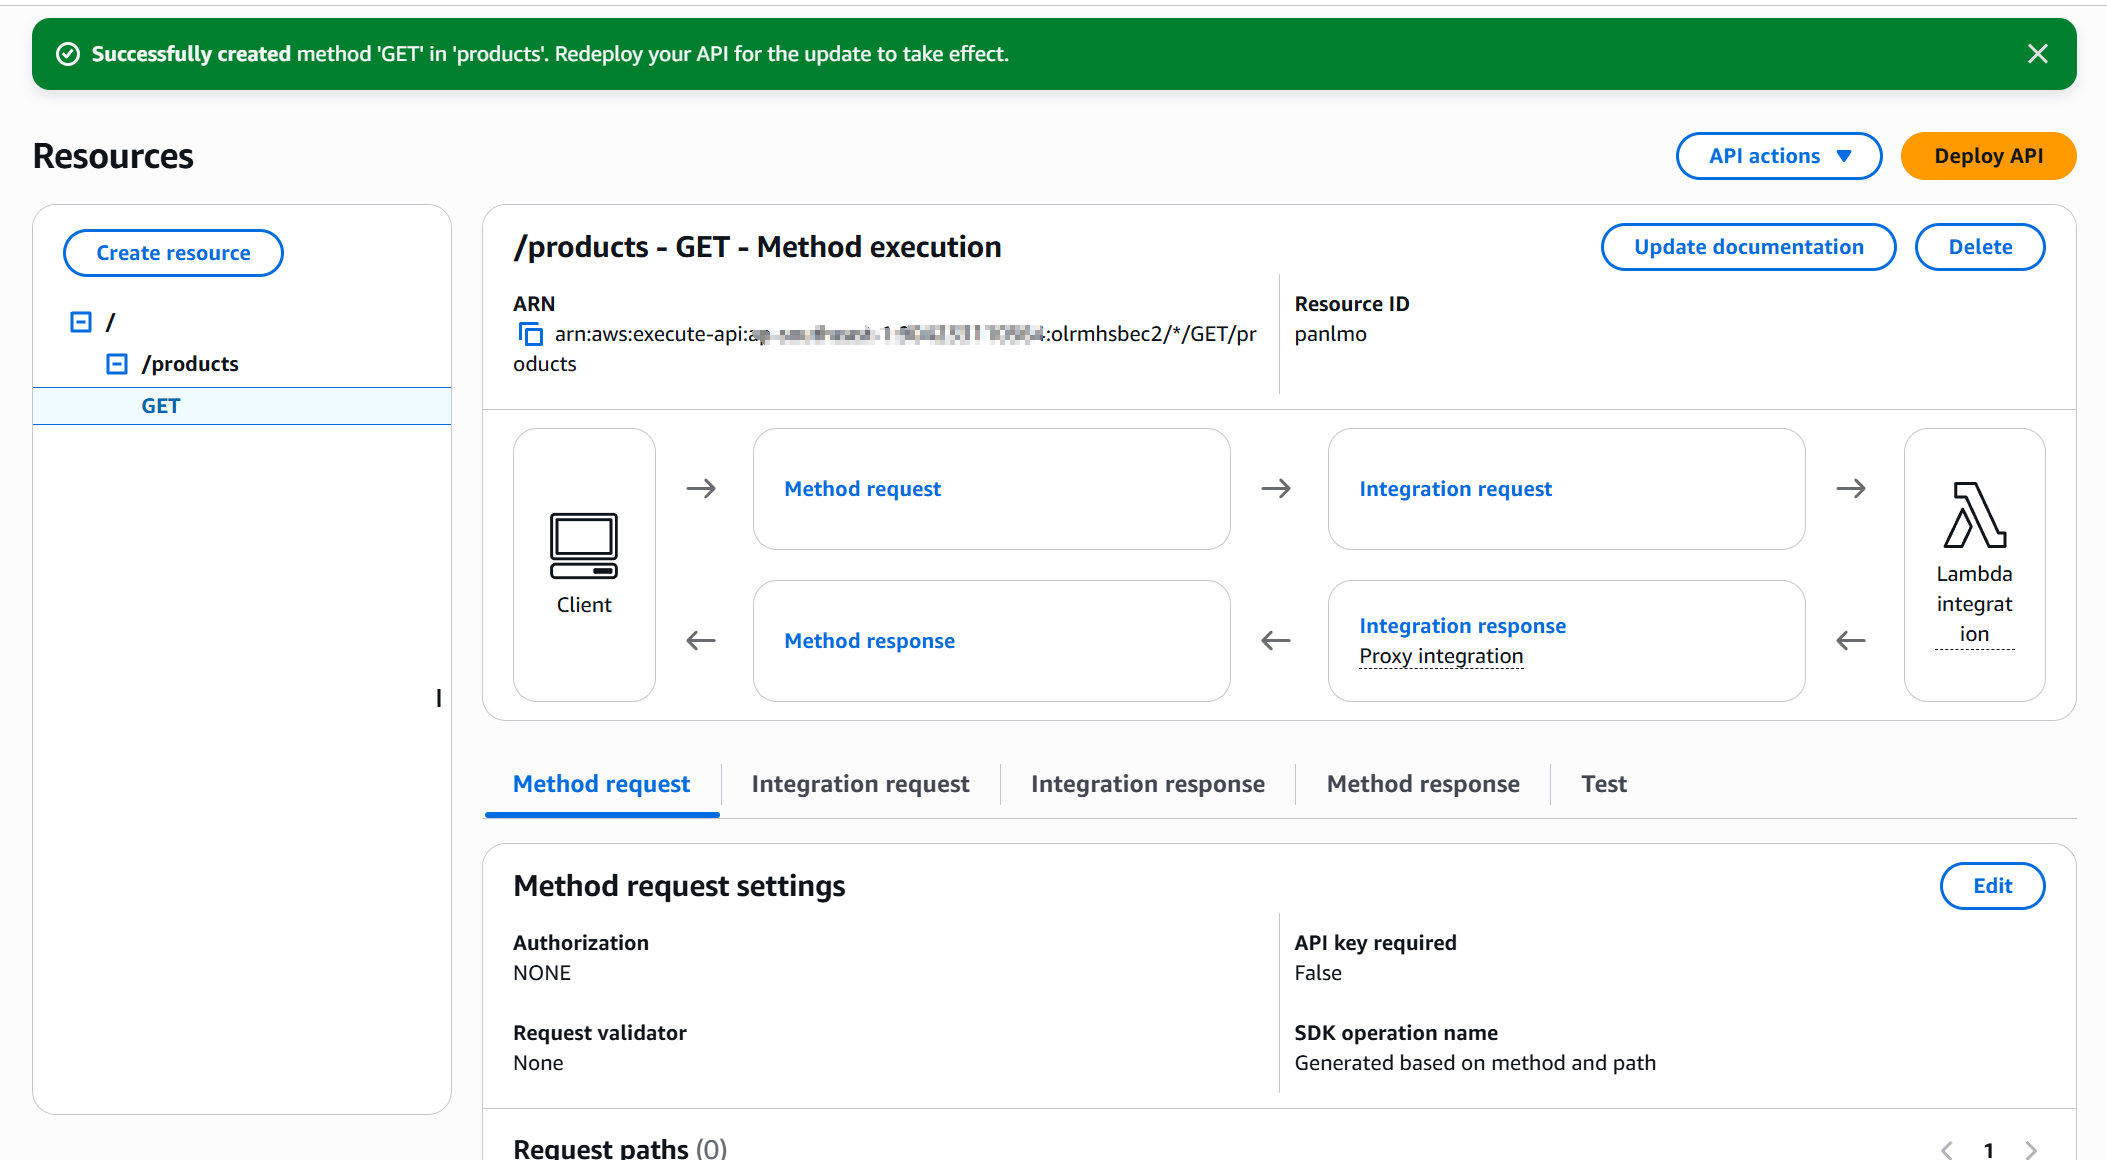 Successfully created method 'GET' in 'products'. Redeploy your API for the update to take effect.
Resources
API actions
Deploy API
Create resource
/
/products
GET
/products - GET - Method execution
Update documentation
Delete
ARN
arn:aws:execute-api: :olrmhsbec2/*/GET/pr
oducts
Resource ID
panlmo
Client
Method request
Integration request
Lambda
integrat
ion
Method response
Integration response
Proxy integration
Method request
Integration request
Integration response
Method response
Test
Method request settings
Edit
Authorization
NONE
API key required
False
Request validator
None
SDK operation name
Generated based on method and path
Request paths (0)
1